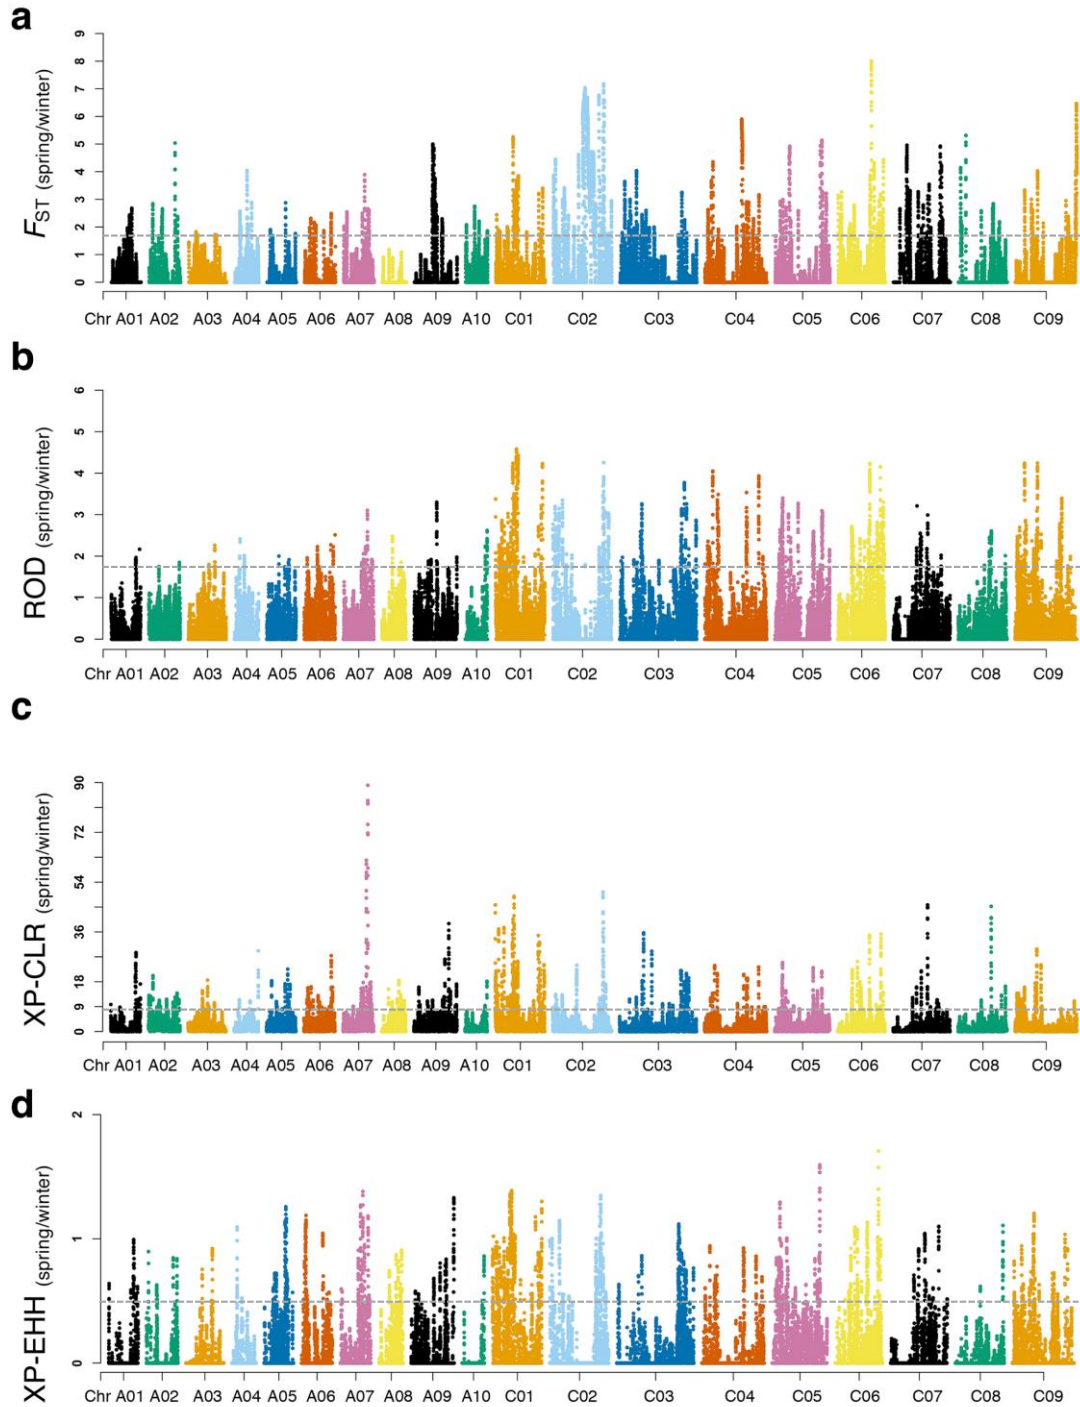 a
F_ST (spring/winter)
9
8
7
6
5
4
3
2
1
0
Chr A01 A02 A03 A04 A05 A06 A07 A08 A09 A10 C01 C02 C03 C04 C05 C06 C07 C08 C09
b
ROD (spring/winter)
6
5
4
3
2
1
0
Chr A01 A02 A03 A04 A05 A06 A07 A08 A09 A10 C01 C02 C03 C04 C05 C06 C07 C08 C09
c
XP-CLR (spring/winter)
90
72
54
36
18
9
0
Chr A01 A02 A03 A04 A05 A06 A07 A08 A09 A10 C01 C02 C03 C04 C05 C06 C07 C08 C09
d
XP-EHH (spring/winter)
2
1
0
Chr A01 A02 A03 A04 A05 A06 A07 A08 A09 A10 C01 C02 C03 C04 C05 C06 C07 C08 C09